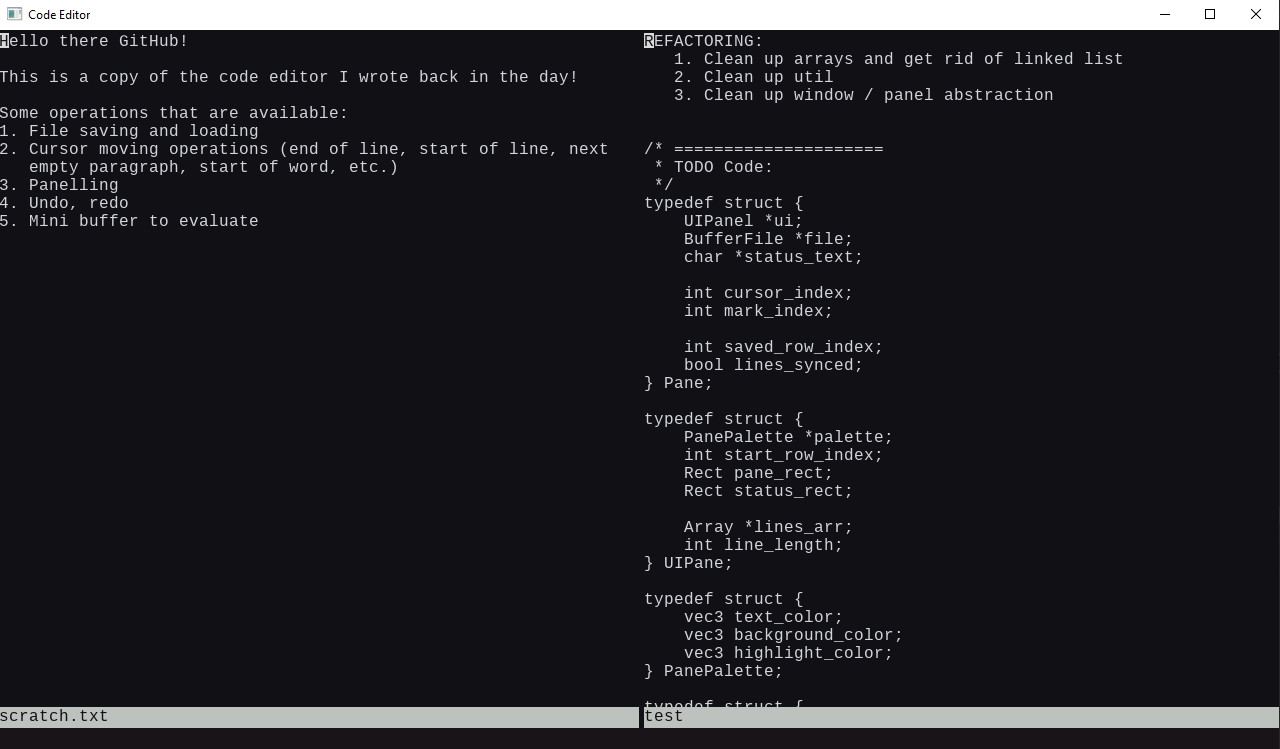 Code Editor
Hello there GitHub!
This is a copy of the code editor I wrote back in the day!
Some operations that are available:
1. File saving and loading
2. Cursor moving operations (end of line, start of line, next
   empty paragraph, start of word, etc.)
3. Panelling
4. Undo, redo
5. Mini buffer to evaluate
scratch.txt
REFACTORING:
   1. Clean up arrays and get rid of linked list
   2. Clean up util
   3. Clean up window / panel abstraction
/* =====================
 * TODO Code:
 */
typedef struct {
    UIPanel *ui;
    BufferFile *file;
    char *status_text;
    int cursor_index;
    int mark_index;
    int saved_row_index;
    bool lines_synced;
} Pane;
typedef struct {
    PanePalette *palette;
    int start_row_index;
    Rect pane_rect;
    Rect status_rect;
    Array *lines_arr;
    int line_length;
} UIPane;
typedef struct {
    vec3 text_color;
    vec3 background_color;
    vec3 highlight_color;
} PanePalette;
typedef struct {
test